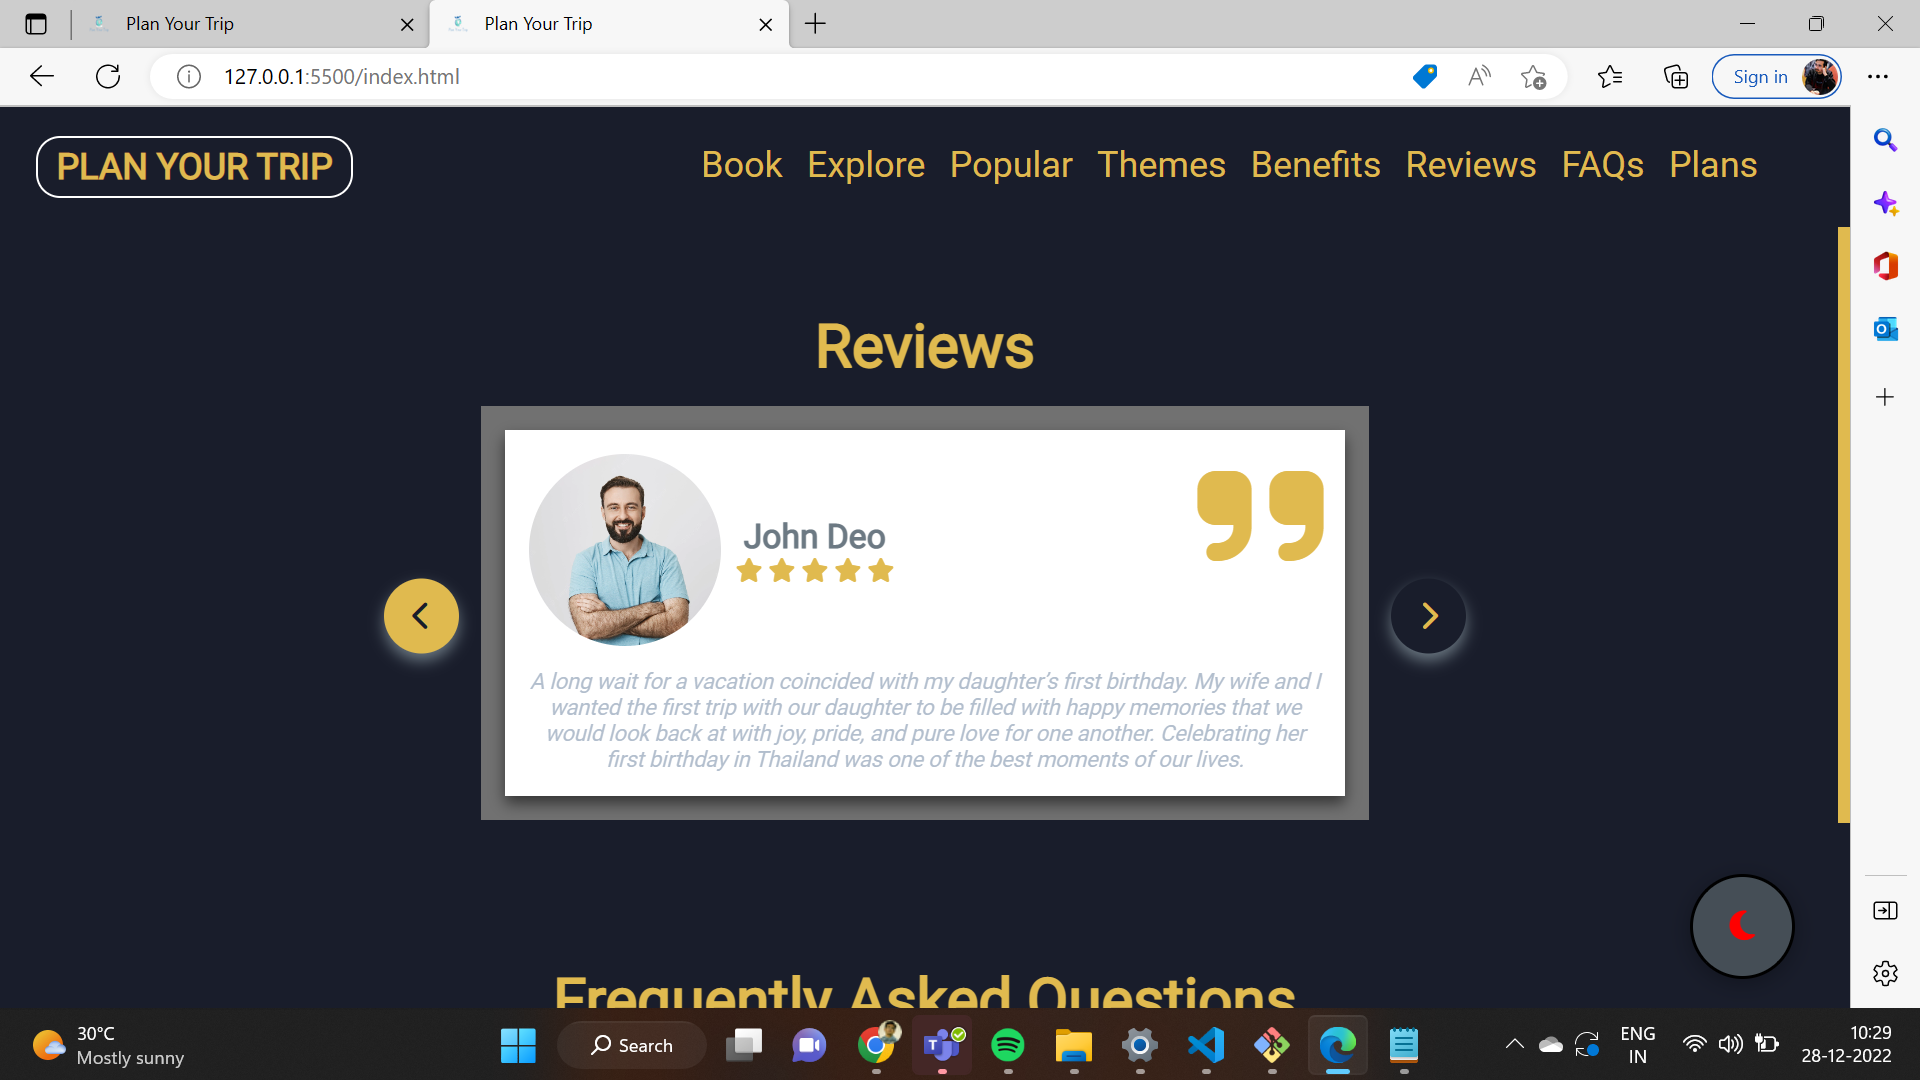 Plan Your Trip
Plan Your Trip
127.0.0.1:5500/index.html
Sign in
PLAN YOUR TRIP
Book Explore Popular Themes Benefits Reviews FAQs Plans
Reviews
John Deo
A long wait for a vacation coincided with my daughter’s first birthday. My wife and I
wanted the first trip with our daughter to be filled with happy memories that we
would look back at with joy, pride, and pure love for one another. Celebrating her
first birthday in Thailand was one of the best moments of our lives.
Frequently Asked Questions
30°C
Mostly sunny
Search
ENG
IN
10:29
28-12-2022